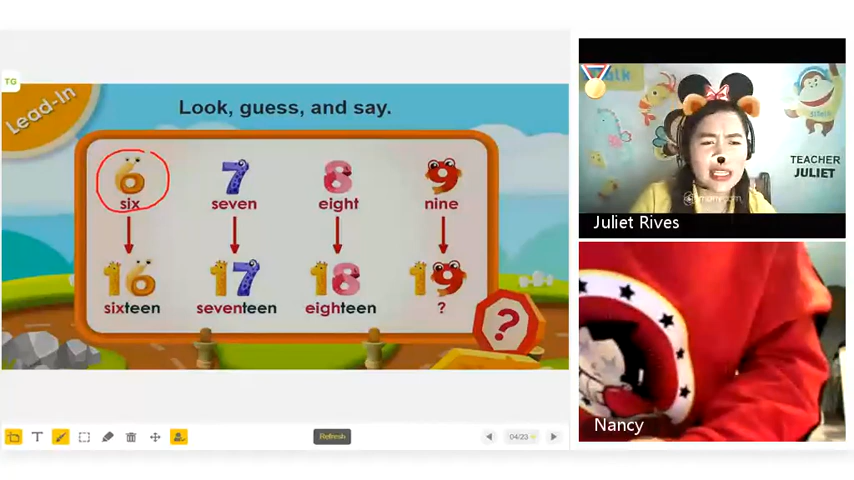 TG
Lead-In
Look, guess, and say.
6 7 8 9
six seven eight nine
16 17 18 19
sixteen seventeen eighteen ?
?
Refresh
04/23
T
talk
TEACHER
JULIET
Juliet Rives
Nancy